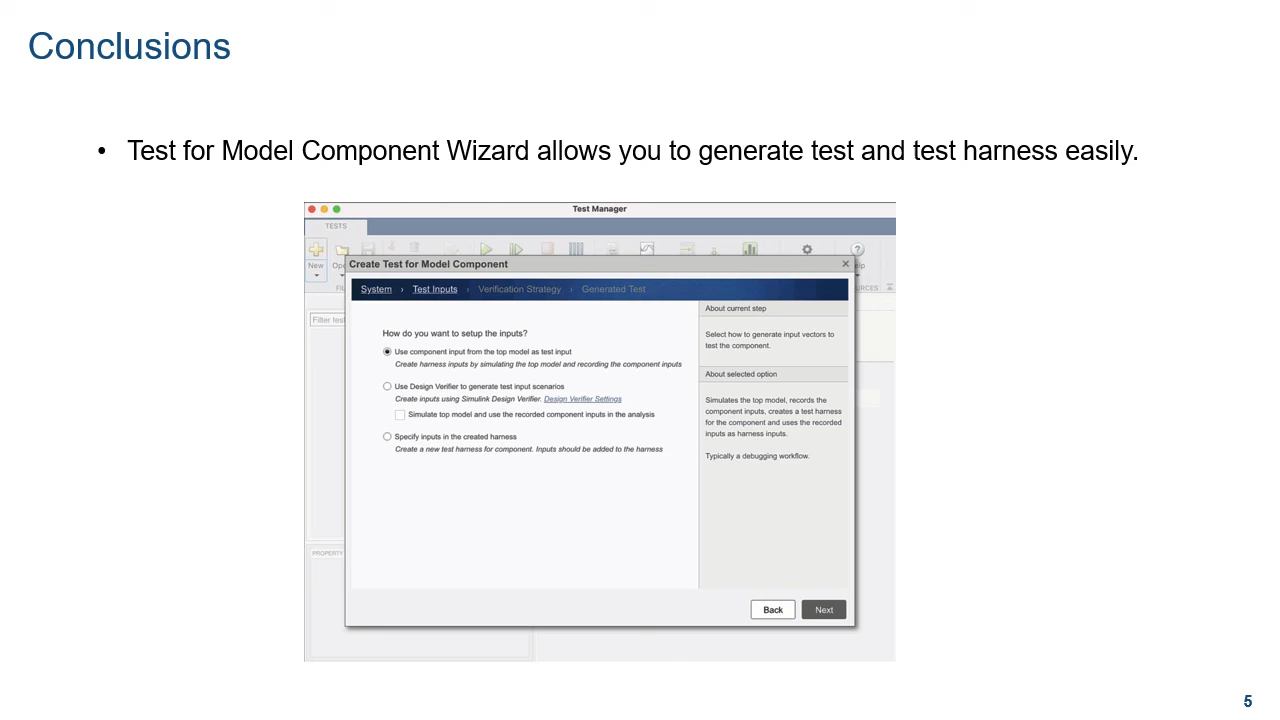 Conclusions
• Test for Model Component Wizard allows you to generate test and test harness easily.
Test Manager
TESTS
New
Create Test for Model Component
System › Test Inputs › Verification Strategy › Generated Test
How do you want to setup the inputs?
Use component input from the top model as test input
Create harness inputs by simulating the top model and recording the component inputs
Use Design Verifier to generate test input scenarios
Create inputs using Simulink Design Verifier. Design Verifier Settings
Simulate top model and use the recorded component inputs in the analysis
Specify inputs in the created harness
Create a new test harness for component. Inputs should be added to the harness
About current step
Select how to generate input vectors to
test the component.
About selected option
Simulates the top model, records the
component inputs, creates a test harness
for the component and uses the recorded
inputs as harness inputs.
Typically a debugging workflow.
Filter
PROPERTY
Back
Next
5